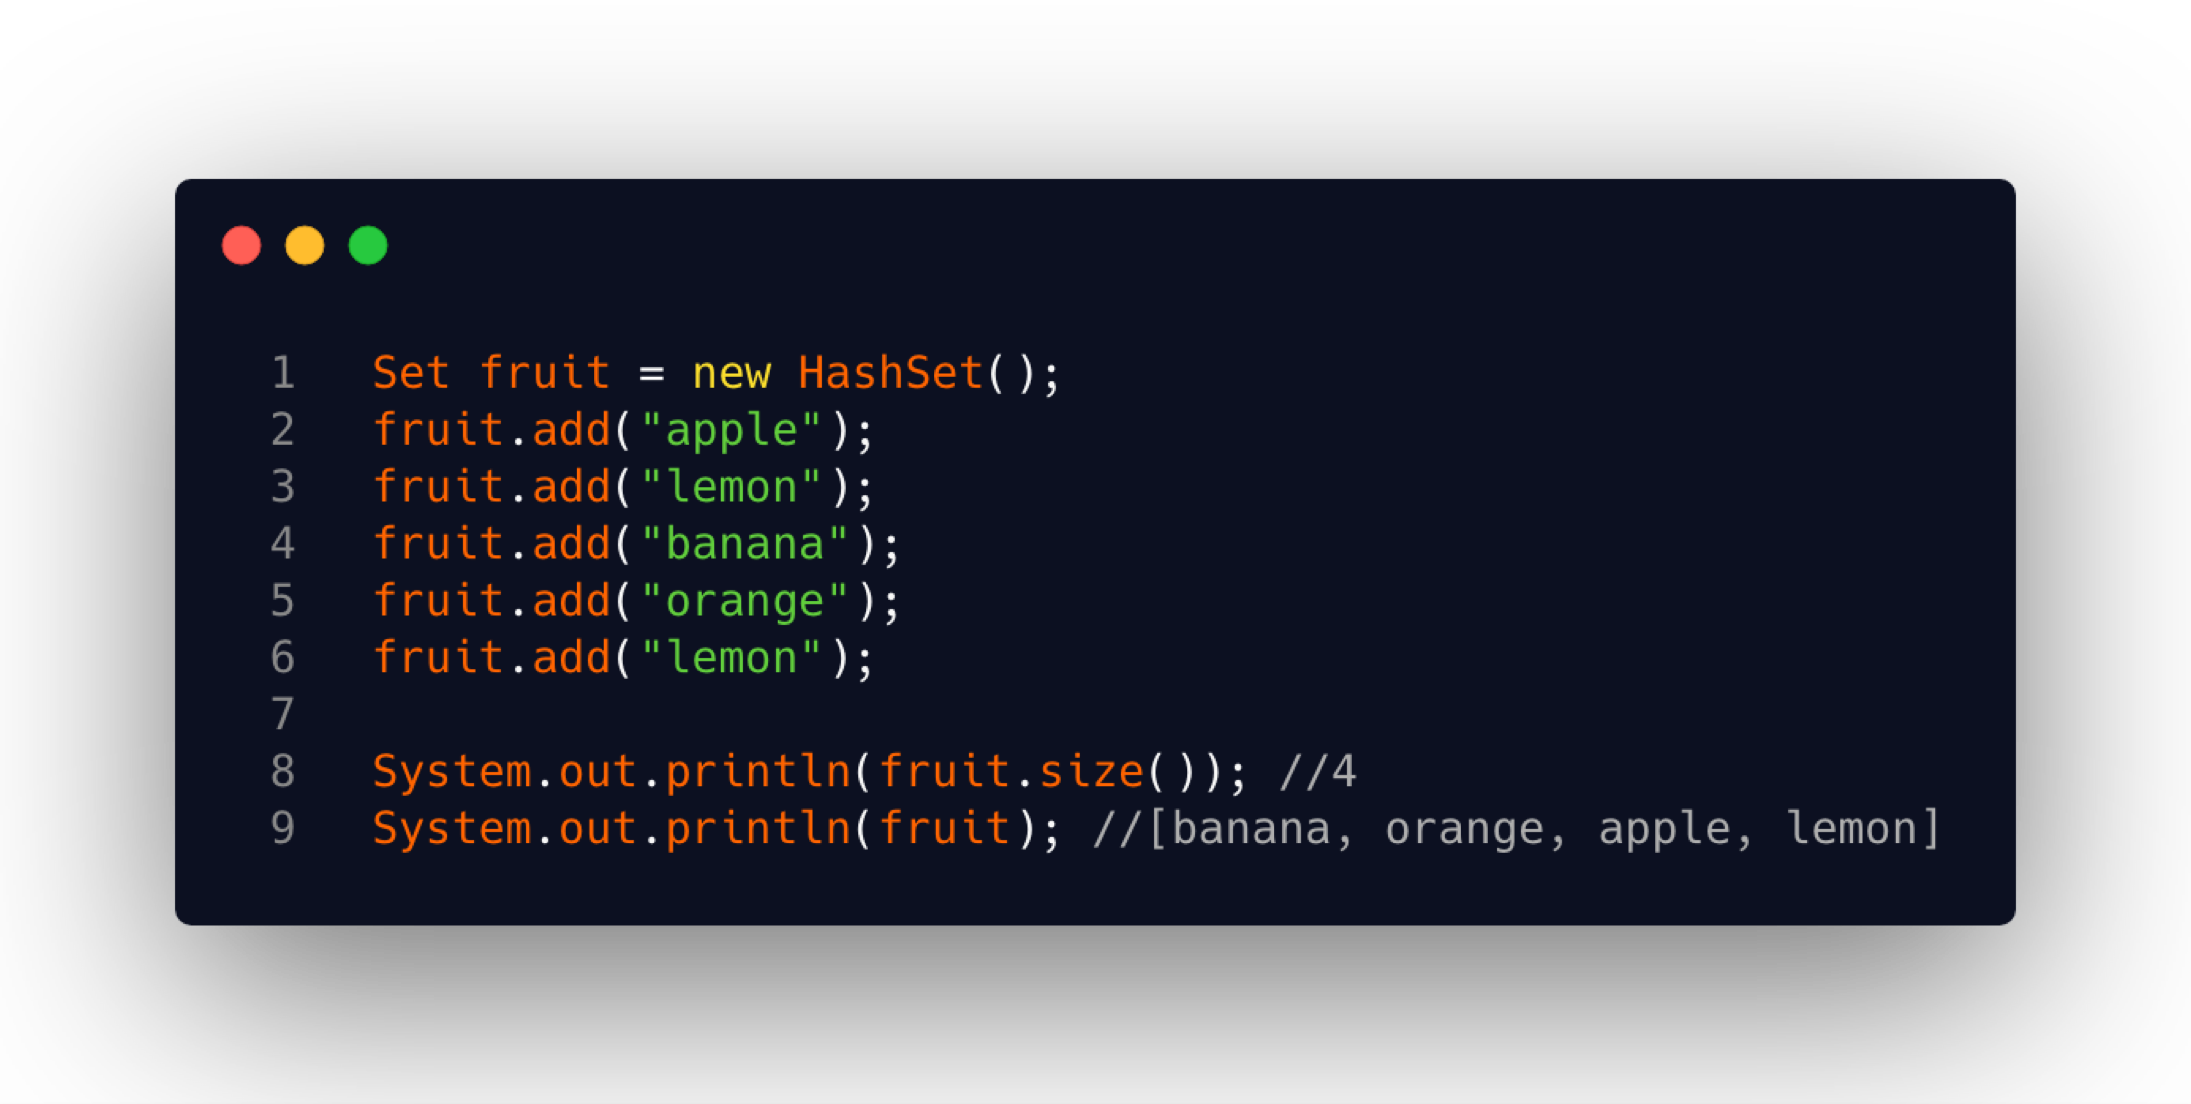 1 Set fruit = new HashSet();
2 fruit.add("apple");
3 fruit.add("lemon");
4 fruit.add("banana");
5 fruit.add("orange");
6 fruit.add("lemon");
7
8 System.out.println(fruit.size()); //4
9 System.out.println(fruit); //[banana, orange, apple, lemon]